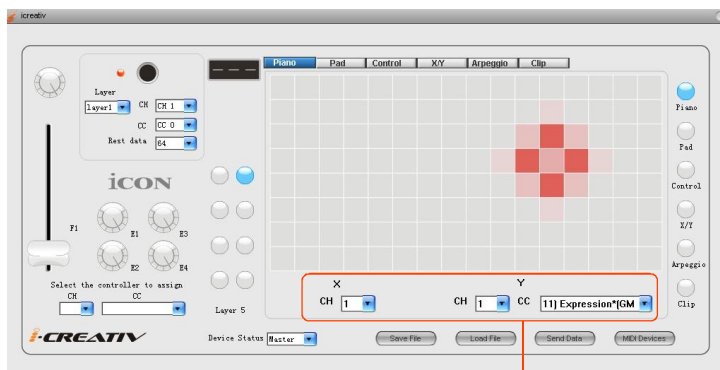 icreativ
Piano Pad Control X/Y Arpeggio Clip
Layer
layer1 CH CH 1
CC CC 0
Rest data 64
iCON
F1 E1 E3
E2 E4
Select the controller to assign
CH CC
Layer 5
X Y
CH 1 CH 1 CC 11) Expression*(GM
Piano
Pad
Control
X/Y
Arpeggio
Clip
i-CREATIV
Device Status Master Save File Load File Send Data MIDI Devices